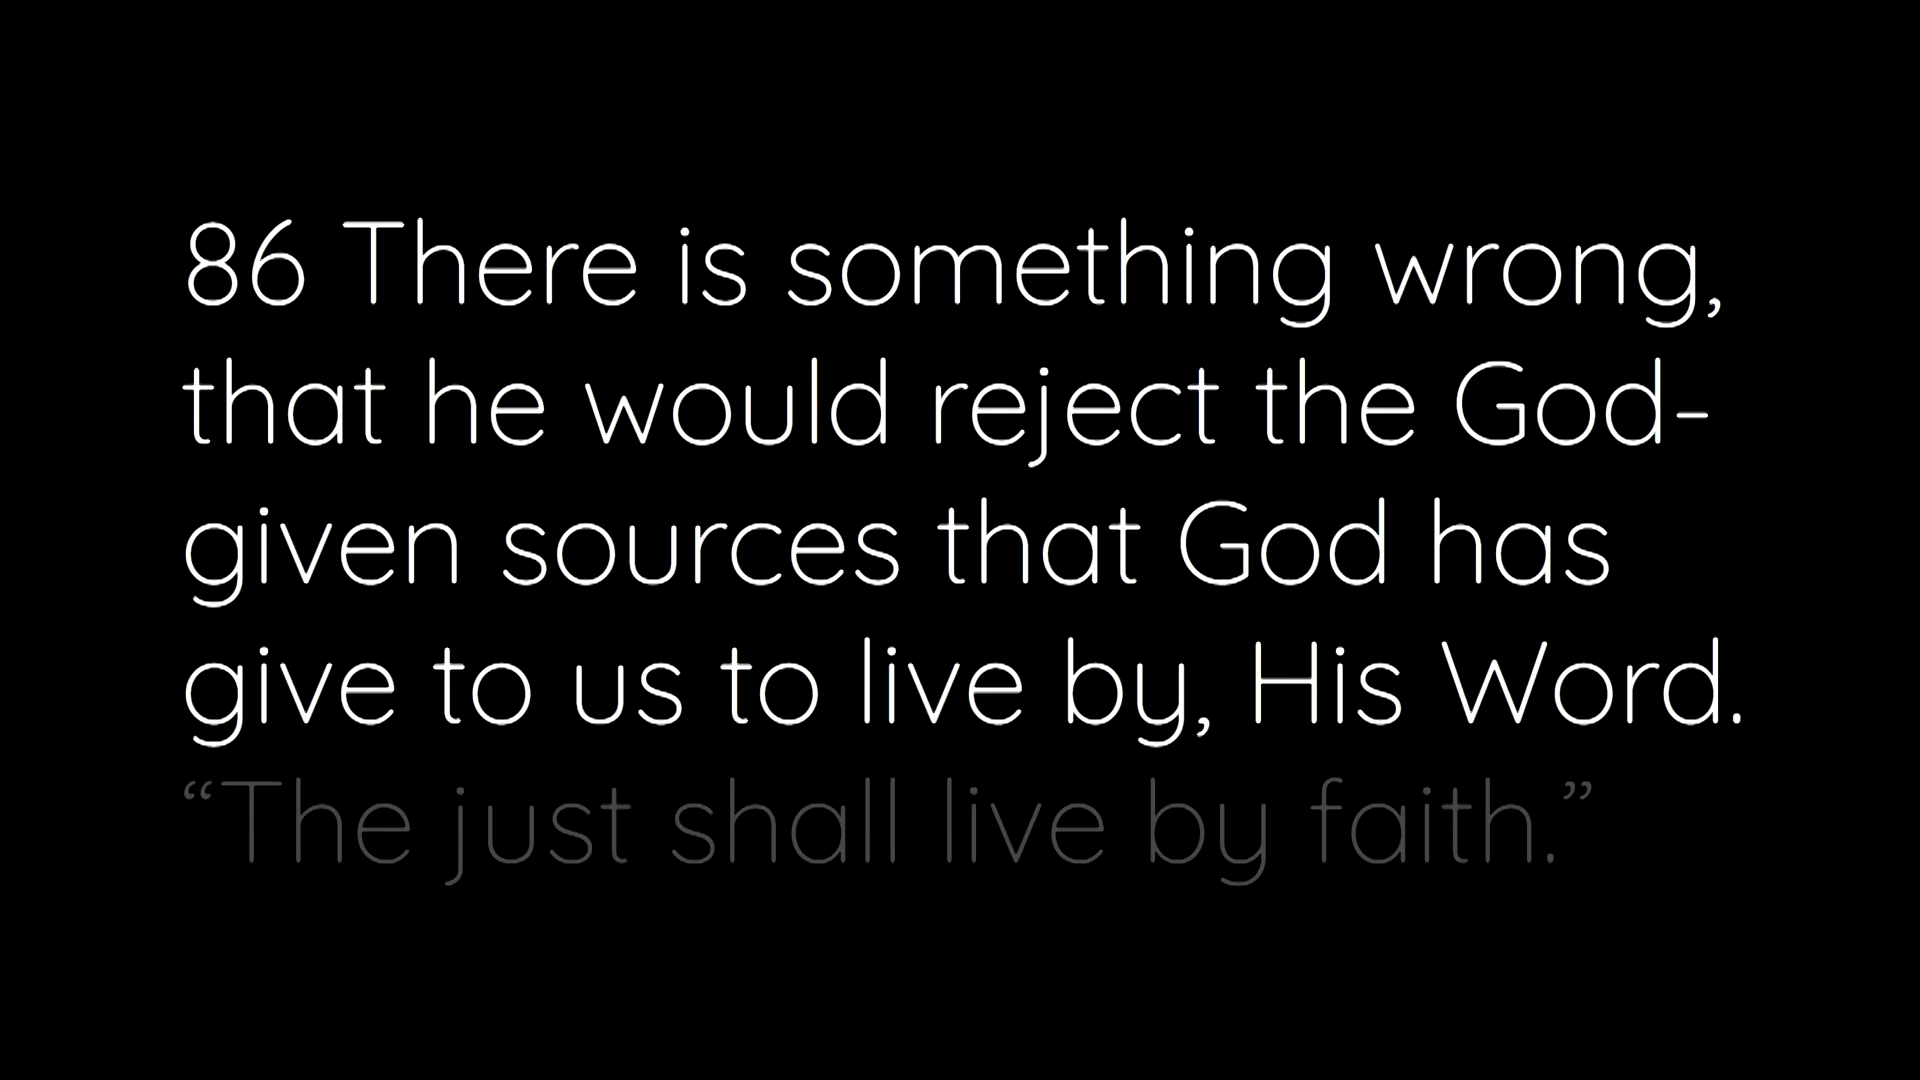 86 There is something wrong,
that he would reject the God-
given sources that God has
give to us to live by, His Word.
“The just shall live by faith.”